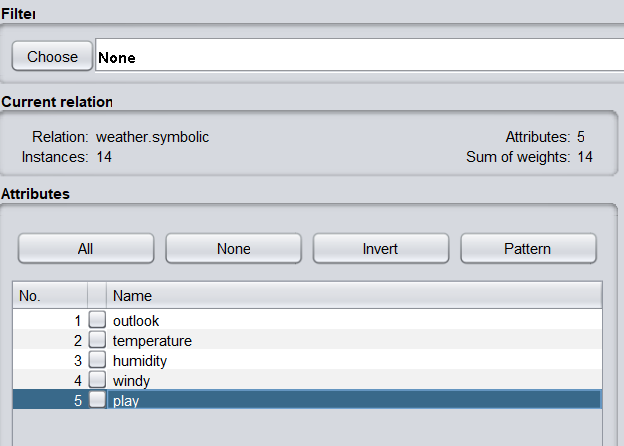 Filter
Choose None
Current relation
Relation: weather.symbolic Attributes: 5
Instances: 14 Sum of weights: 14
Attributes
All None Invert Pattern
No. Name
1 outlook
2 temperature
3 humidity
4 windy
5 play